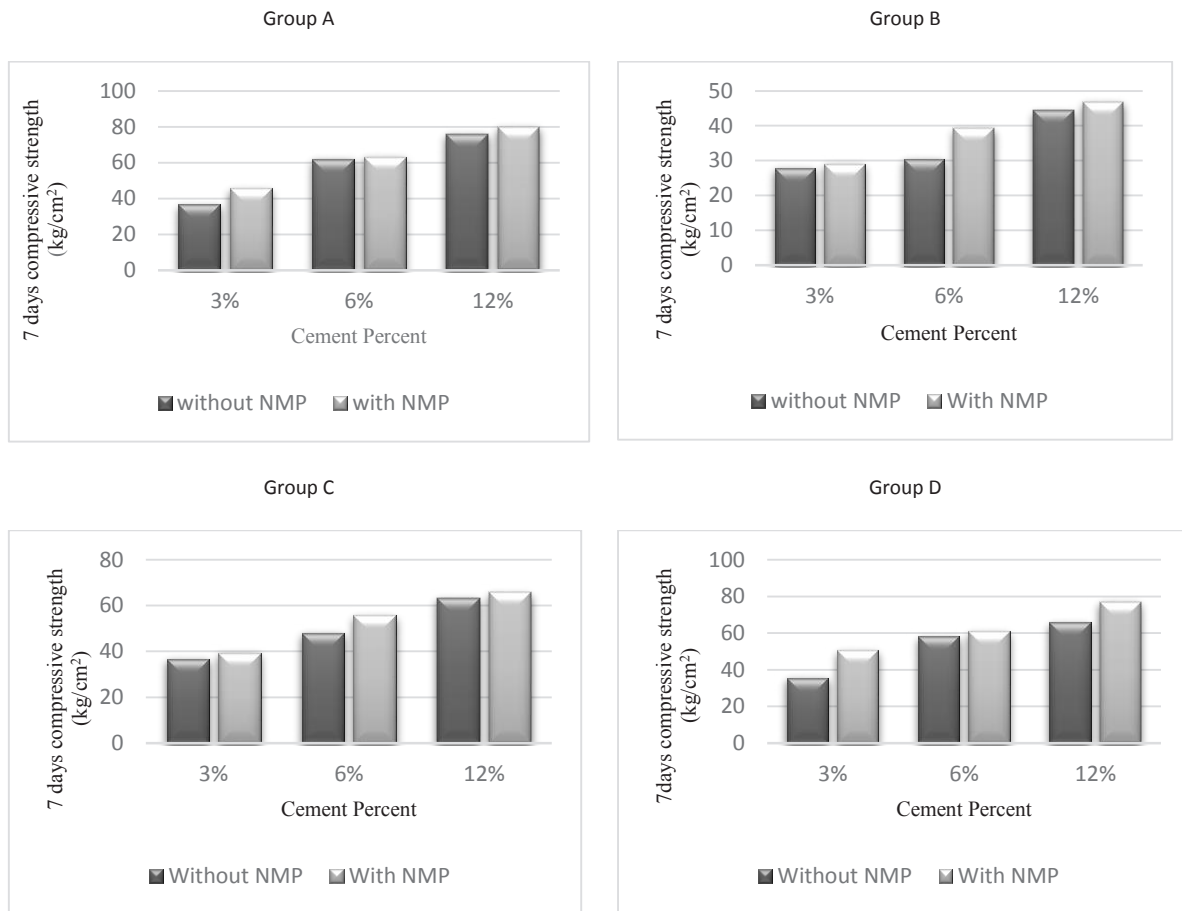 Group A
100
80
60
40
20
0
7 days compressive strength
(kg/cm²)
3% 6% 12%
Cement Percent
without NMP with NMP
Group B
50
40
30
20
10
0
7 days compressive strength
(kg/cm²)
3% 6% 12%
Cement Percent
without NMP With NMP
Group C
80
60
40
20
0
7 days compressive strength
(kg/cm²)
3% 6% 12%
Cement Percent
Without NMP With NMP
Group D
100
80
60
40
20
0
7days compressive strength
(kg/cm²)
3% 6% 12%
Cement Percent
Without NMP With NMP